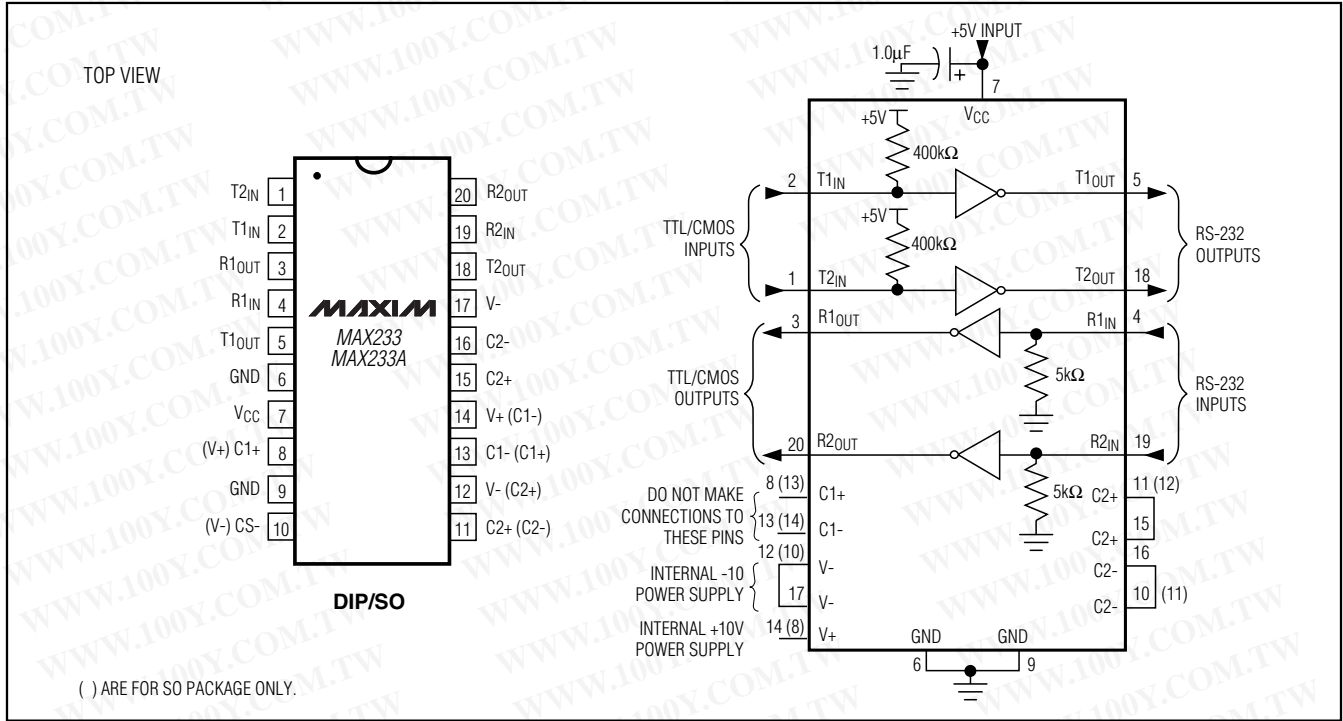 TOP VIEW
T2IN 1
T1IN 2
R1OUT 3
R1IN 4
T1OUT 5
GND 6
VCC 7
(V+) C1+ 8
GND 9
(V-) CS- 10
MAXIM
MAX233
MAX233A
20 R2OUT
19 R2IN
18 T2OUT
17 V-
16 C2-
15 C2+
14 V+ (C1-)
13 C1- (C1+)
12 V- (C2+)
11 C2+ (C2-)
DIP/SO
( ) ARE FOR SO PACKAGE ONLY.
+5V INPUT
1.0µF
+
7
VCC
+5V
400kΩ
2 T1IN
T1OUT 5
+5V
400kΩ
TTL/CMOS
INPUTS
RS-232
OUTPUTS
1 T2IN
T2OUT 18
3 R1OUT
R1IN 4
5kΩ
TTL/CMOS
OUTPUTS
RS-232
INPUTS
20 R2OUT
R2IN 19
5kΩ
DO NOT MAKE
CONNECTIONS TO
THESE PINS
8 (13) C1+
13 (14) C1-
INTERNAL -10
POWER SUPPLY
12 (10) V-
17 V-
INTERNAL +10V
POWER SUPPLY
14 (8) V+
C2+ 11 (12)
C2+ 15
C2- 16
C2- 10 (11)
GND GND
6 9
WWW.100Y.COM.TW